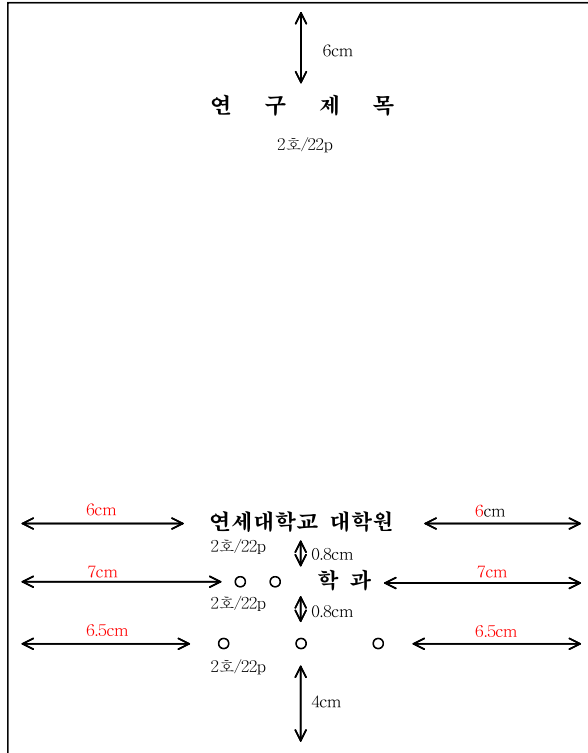 6cm
연 구 제 목
2호/22p
6cm 연세대학교 대학원 6cm
2호/22p 0.8cm
7cm ○ ○ 학 과 7cm
2호/22p 0.8cm
6.5cm ○ ○ ○ 6.5cm
2호/22p
4cm